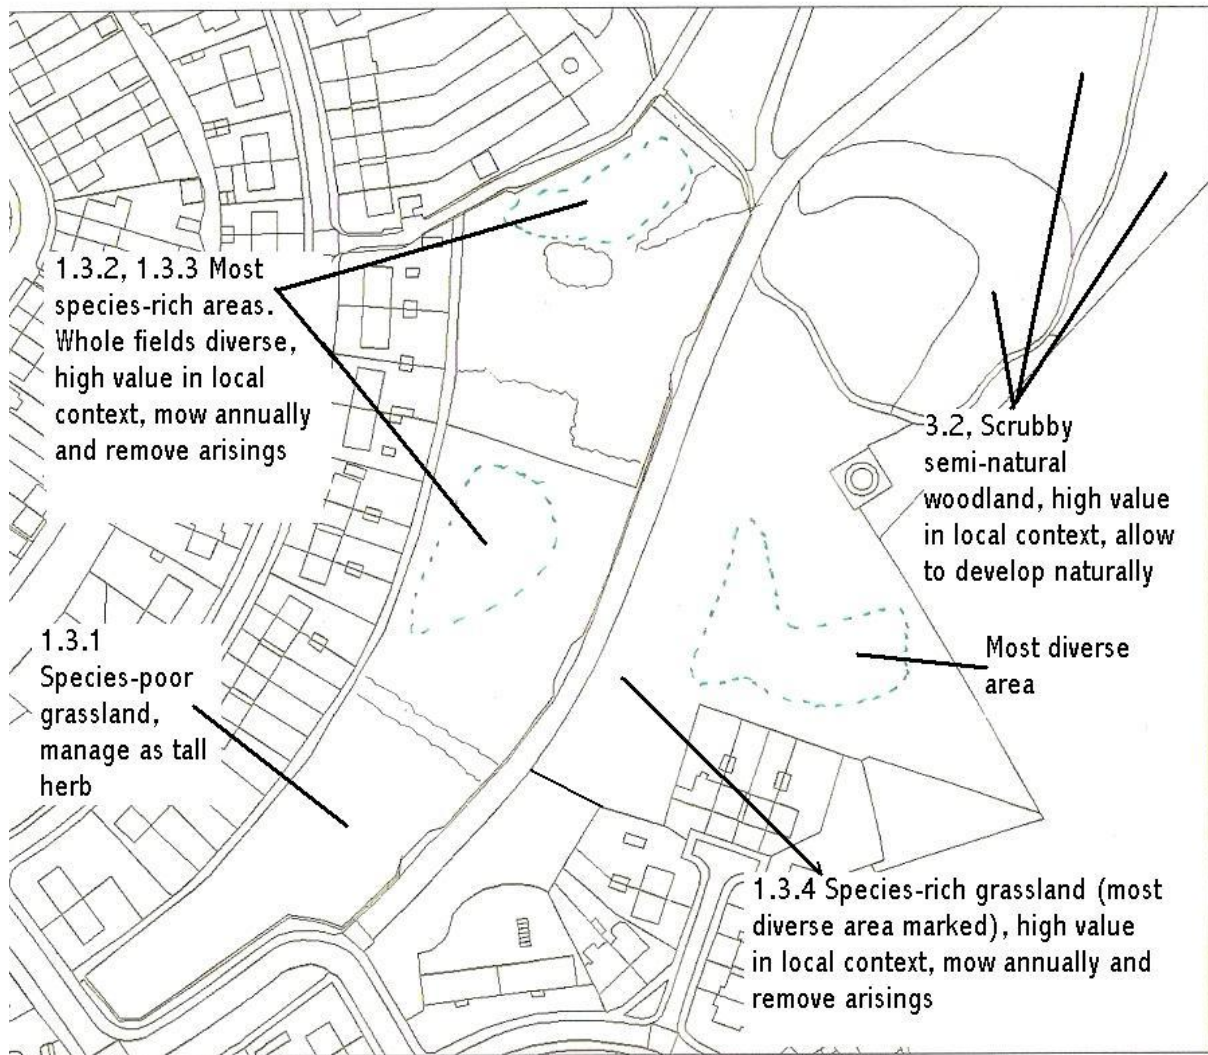 1.3.2, 1.3.3 Most
species-rich areas.
Whole fields diverse,
high value in local
context, mow annually
and remove arisings
3.2, Scrubby
semi-natural
woodland, high value
in local context, allow
to develop naturally
1.3.1
Species-poor
grassland,
manage as tall
herb
Most diverse
area
1.3.4 Species-rich grassland (most
diverse area marked), high value
in local context, mow annually and
remove arisings